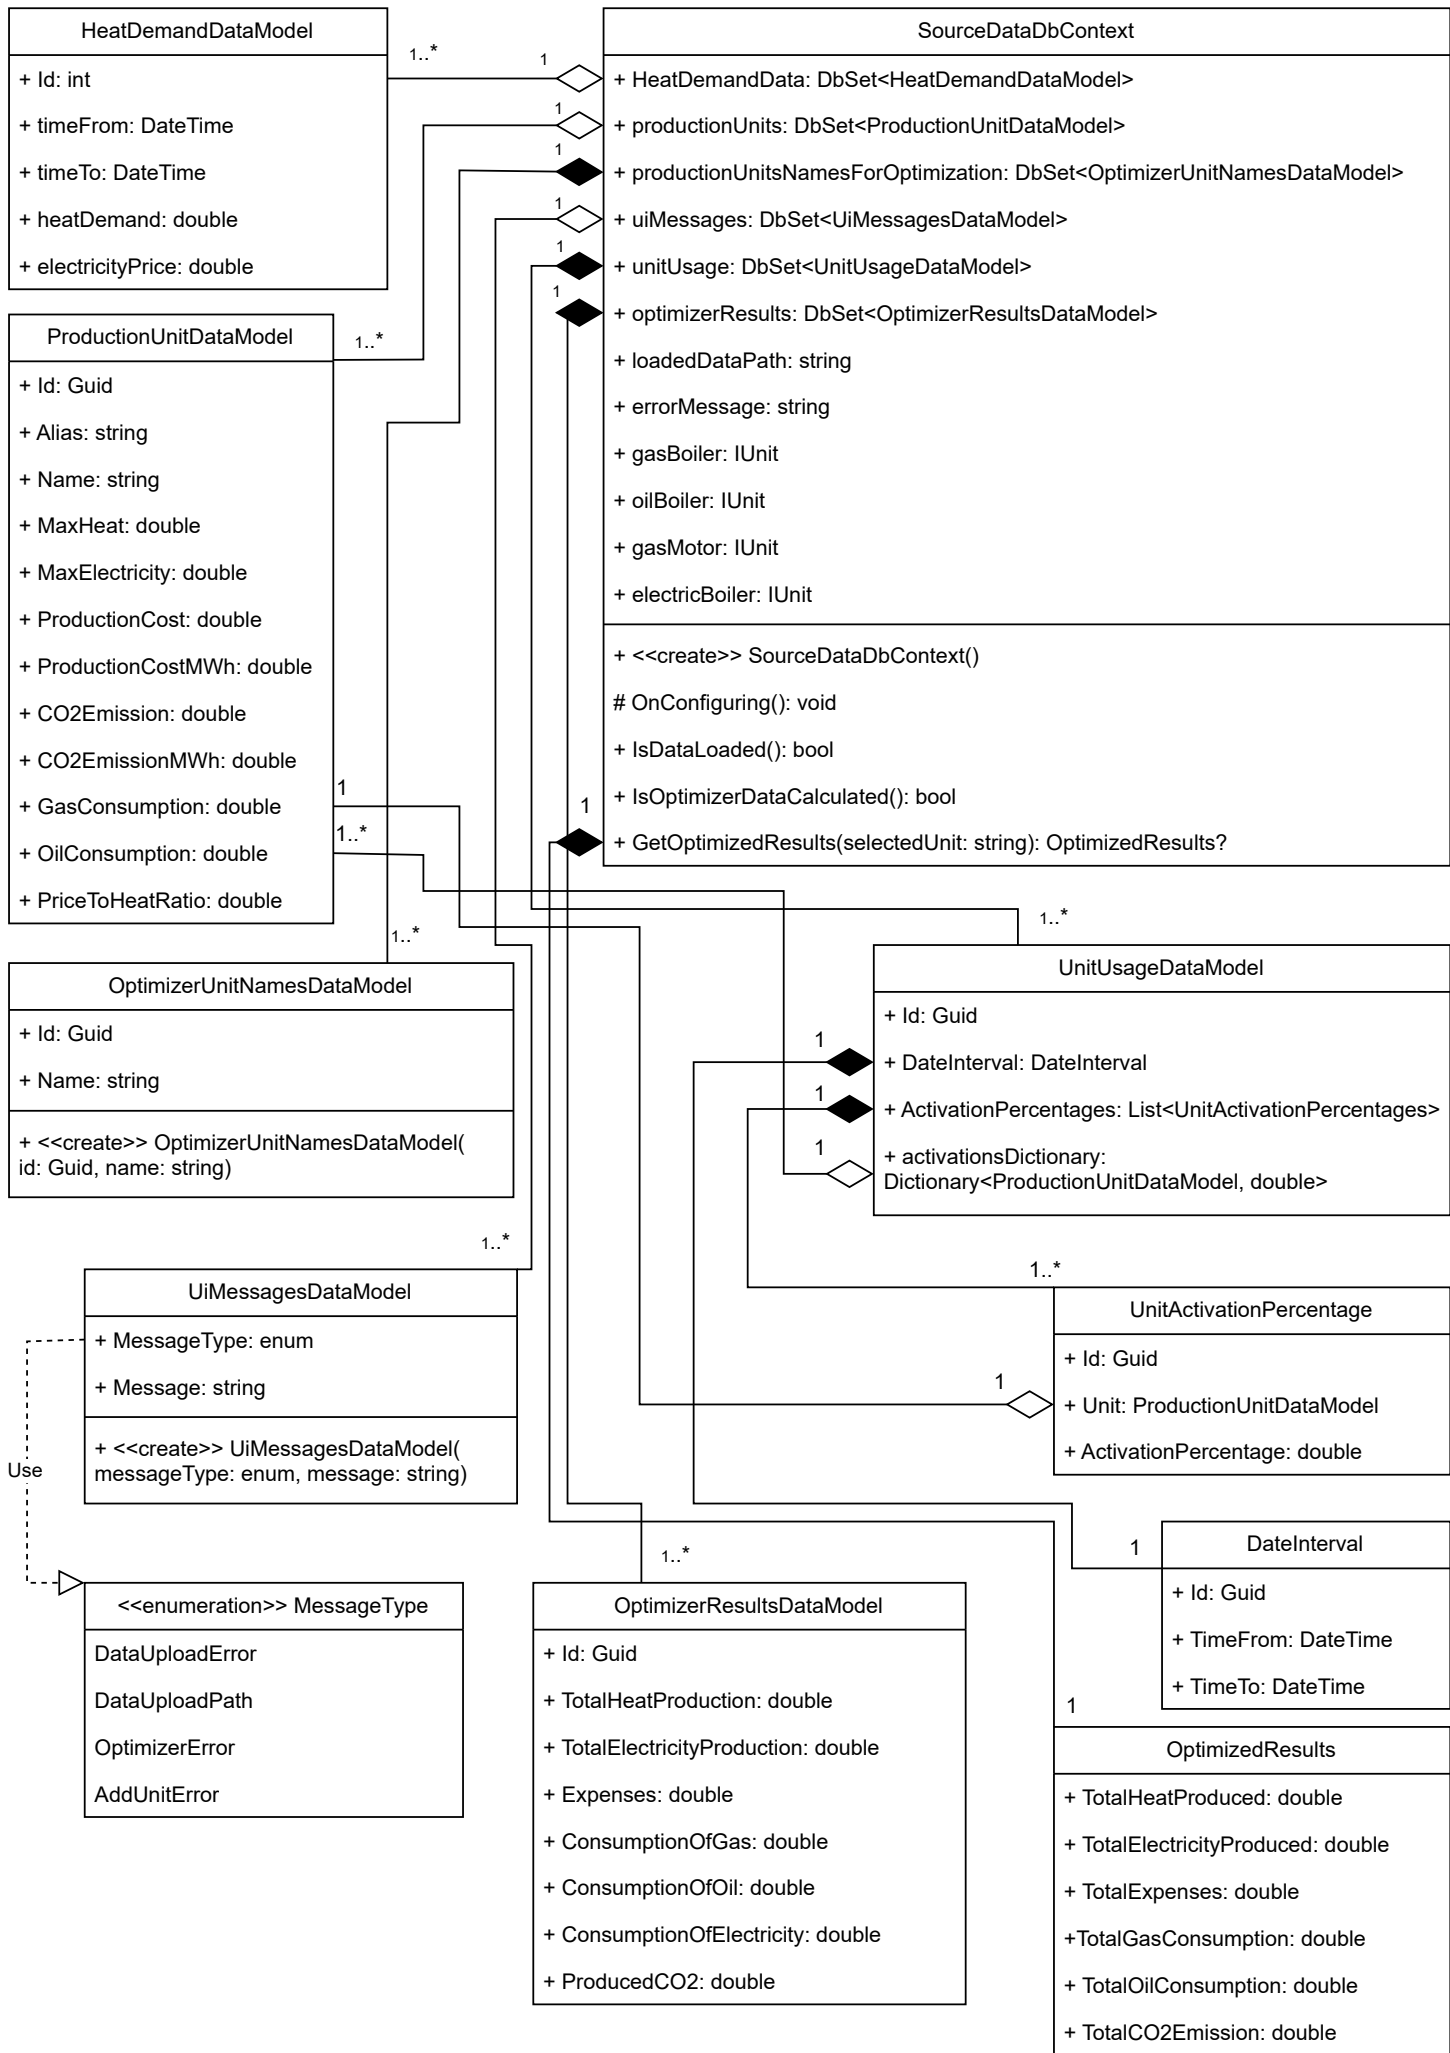 HeatDemandDataModel
+ Id: int
+ timeFrom: DateTime
+ timeTo: DateTime
+ heatDemand: double
+ electricityPrice: double
1..*
1
SourceDataDbContext
+ HeatDemandData: DbSet<HeatDemandDataModel>
1
+ productionUnits: DbSet<ProductionUnitDataModel>
1
+ productionUnitsNamesForOptimization: DbSet<OptimizerUnitNamesDataModel>
1
+ uiMessages: DbSet<UiMessagesDataModel>
1
+ unitUsage: DbSet<UnitUsageDataModel>
1
+ optimizerResults: DbSet<OptimizerResultsDataModel>
+ loadedDataPath: string
+ errorMessage: string
+ gasBoiler: IUnit
+ oilBoiler: IUnit
+ gasMotor: IUnit
+ electricBoiler: IUnit
+ <<create>> SourceDataDbContext()
# OnConfiguring(): void
+ IsDataLoaded(): bool
+ IsOptimizerDataCalculated(): bool
1
+ GetOptimizedResults(selectedUnit: string): OptimizedResults?
ProductionUnitDataModel
1..*
+ Id: Guid
+ Alias: string
+ Name: string
+ MaxHeat: double
+ MaxElectricity: double
+ ProductionCost: double
+ ProductionCostMWh: double
+ CO2Emission: double
+ CO2EmissionMWh: double
1
+ GasConsumption: double
1..*
+ OilConsumption: double
+ PriceToHeatRatio: double
1..*
OptimizerUnitNamesDataModel
+ Id: Guid
+ Name: string
+ <<create>> OptimizerUnitNamesDataModel(
id: Guid, name: string)
1..*
UnitUsageDataModel
+ Id: Guid
1
+ DateInterval: DateInterval
1
+ ActivationPercentages: List<UnitActivationPercentages>
1
+ activationsDictionary:
Dictionary<ProductionUnitDataModel, double>
1..*
UiMessagesDataModel
+ MessageType: enum
+ Message: string
+ <<create>> UiMessagesDataModel(
messageType: enum, message: string)
Use
1..*
UnitActivationPercentage
+ Id: Guid
1
+ Unit: ProductionUnitDataModel
+ ActivationPercentage: double
<<enumeration>> MessageType
DataUploadError
DataUploadPath
OptimizerError
AddUnitError
1..*
OptimizerResultsDataModel
+ Id: Guid
+ TotalHeatProduction: double
+ TotalElectricityProduction: double
+ Expenses: double
+ ConsumptionOfGas: double
+ ConsumptionOfOil: double
+ ConsumptionOfElectricity: double
+ ProducedCO2: double
1
DateInterval
+ Id: Guid
+ TimeFrom: DateTime
+ TimeTo: DateTime
1
OptimizedResults
+ TotalHeatProduced: double
+ TotalElectricityProduced: double
+ TotalExpenses: double
+TotalGasConsumption: double
+ TotalOilConsumption: double
+ TotalCO2Emission: double